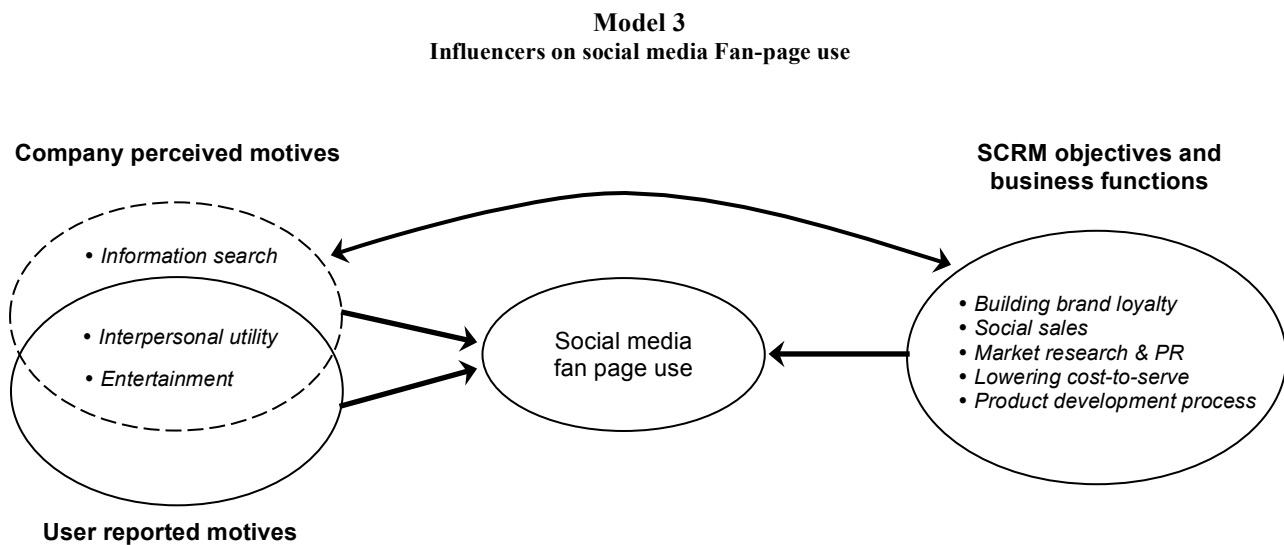 Model 3
Influencers on social media Fan-page use
Company perceived motives
SCRM objectives and
business functions
• Information search
• Interpersonal utility
• Entertainment
Social media
fan page use
• Building brand loyalty
• Social sales
• Market research & PR
• Lowering cost-to-serve
• Product development process
User reported motives